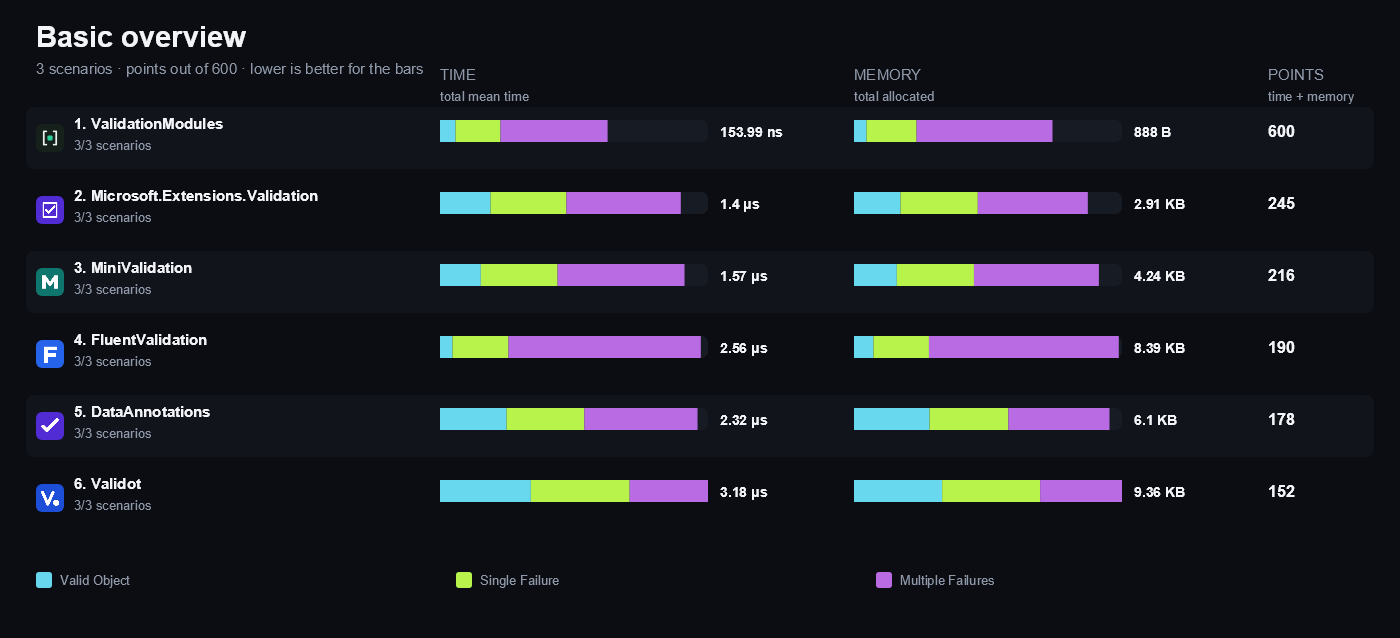 Basic overview
3 scenarios · points out of 600 · lower is better for the bars
TIME
total mean time
MEMORY
total allocated
POINTS
time + memory
1. ValidationModules
3/3 scenarios
153.99 ns
888 B
600
2. Microsoft.Extensions.Validation
3/3 scenarios
1.4 µs
2.91 KB
245
M
3. MiniValidation
3/3 scenarios
1.57 µs
4.24 KB
216
F
4. FluentValidation
3/3 scenarios
2.56 µs
8.39 KB
190
5. DataAnnotations
3/3 scenarios
2.32 µs
6.1 KB
178
V.
6. Validot
3/3 scenarios
3.18 µs
9.36 KB
152
Valid Object
Single Failure
Multiple Failures